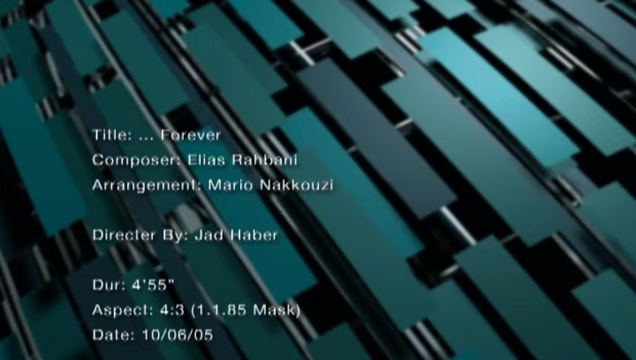 Title: ... Forever
Composer: Elias Rahbani
Arrangement: Mario Nakkouzi
Directer By: Jad Haber
Dur: 4'55"
Aspect: 4:3 (1.1.85 Mask)
Date: 10/06/05